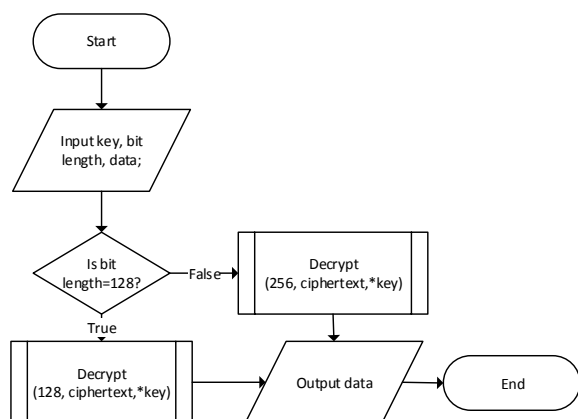 Start
Input key, bit
length, data;
Is bit
length=128?
False
Decrypt
(256, ciphertext,*key)
True
Decrypt
(128, ciphertext,*key)
Output data
End